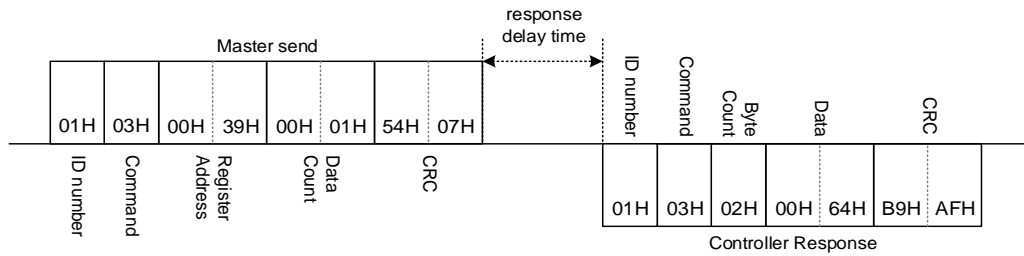 response
delay time
Master send
01H 03H 00H 39H 00H 01H 54H 07H
ID number
Command
Register
Address
Data
Count
CRC
ID number
Command
Byte
Count
Data
CRC
01H 03H 02H 00H 64H B9H AFH
Controller Response